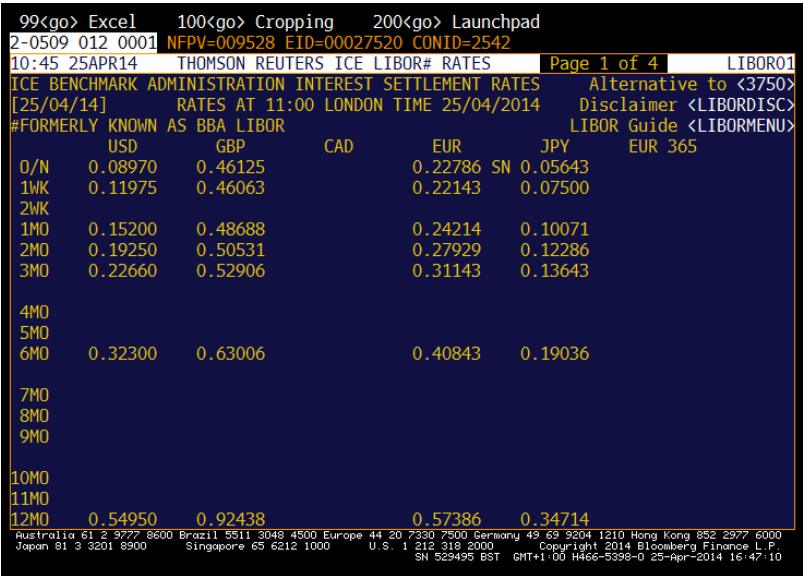 99<go> Excel 100<go> Cropping 200<go> Launchpad
2-0509 012 0001 NFPV=009528 EID=00027520 CONID=2542
10:45 25APR14 THOMSON REUTERS ICE LIBOR# RATES Page 1 of 4 LIBOR01
ICE BENCHMARK ADMINISTRATION INTEREST SETTLEMENT RATES Alternative to <3750>
[25/04/14] RATES AT 11:00 LONDON TIME 25/04/2014 Disclaimer <LIBORDISC>
#FORMERLY KNOWN AS BBA LIBOR LIBOR Guide <LIBORMENU>
USD GBP CAD EUR JPY EUR 365
O/N 0.08970 0.46125 0.22786 SN 0.05643
1WK 0.11975 0.46063 0.22143 0.07500
2WK
1MO 0.15200 0.48688 0.24214 0.10071
2MO 0.19250 0.50531 0.27929 0.12286
3MO 0.22660 0.52906 0.31143 0.13643
4MO
5MO
6MO 0.32300 0.63006 0.40843 0.19036
7MO
8MO
9MO
10MO
11MO
12MO 0.54950 0.92438 0.57386 0.34714
Australia 61 2 9777 8600 Brazil 5511 3048 4500 Europe 44 20 7330 7500 Germany 49 69 9204 1210 Hong Kong 852 2977 6000
Japan 81 3 3201 8900 Singapore 65 6212 1000 U.S. 1 212 318 2000 Copyright 2014 Bloomberg Finance L.P.
SN 529495 BST GMT+1:00 H466-5398-0 25-Apr-2014 16:47:10